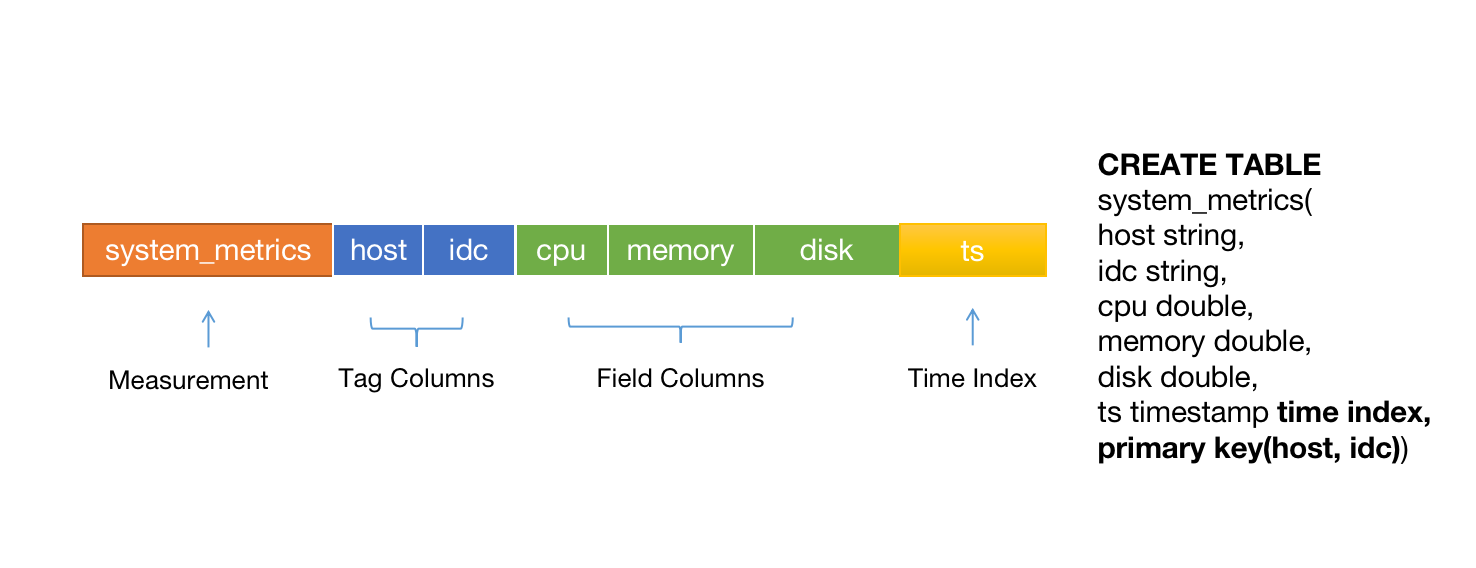 system_metrics host idc cpu memory disk ts
Measurement Tag Columns Field Columns Time Index
CREATE TABLE
system_metrics(
host string,
idc string,
cpu double,
memory double,
disk double,
ts timestamp time index,
primary key(host, idc))